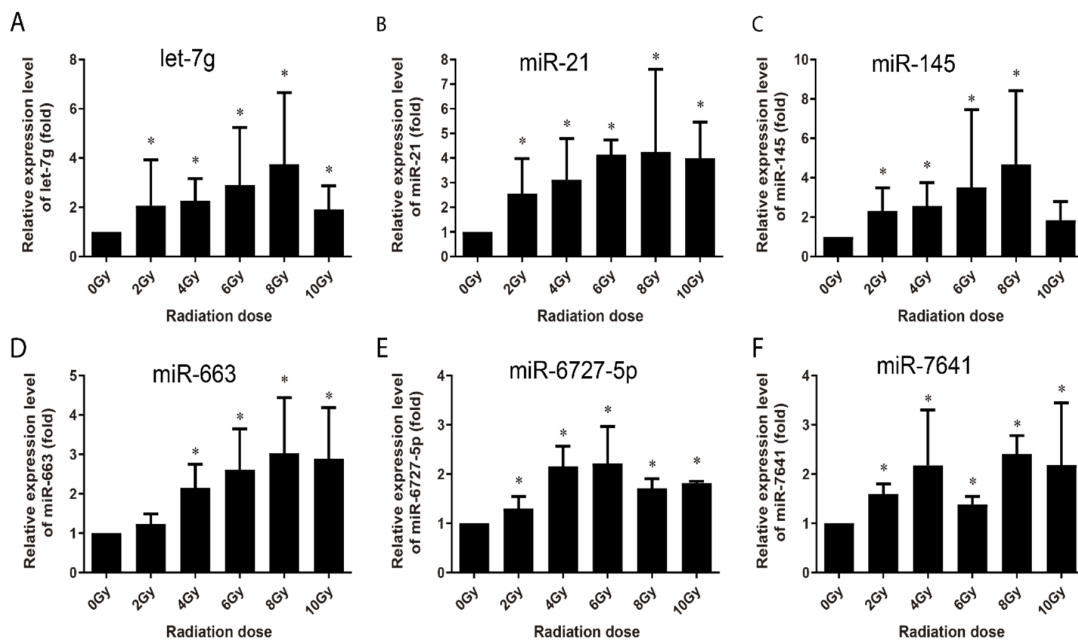 A
let-7g
Relative expression level
of let-7g (fold)
8
6
4
2
0
*
*
*
*
*
0Gy
2Gy
4Gy
6Gy
8Gy
10Gy
Radiation dose
B
miR-21
Relative expression level
of miR-21 (fold)
8
7
6
5
4
3
2
1
0
*
*
*
*
*
0Gy
2Gy
4Gy
6Gy
8Gy
10Gy
Radiation dose
C
miR-145
Relative expression level
of miR-145 (fold)
10
8
6
4
2
0
*
*
*
*
0Gy
2Gy
4Gy
6Gy
8Gy
10Gy
Radiation dose
D
miR-663
Relative expression level
of miR-663 (fold)
5
4
3
2
1
0
*
*
*
*
0Gy
2Gy
4Gy
6Gy
8Gy
10Gy
Radiation dose
E
miR-6727-5p
Relative expression level
of miR-6727-5p (fold)
4
3
2
1
0
*
*
*
*
*
0Gy
2Gy
4Gy
6Gy
8Gy
10Gy
Radiation dose
F
miR-7641
Relative expression level
of miR-7641 (fold)
4
3
2
1
0
*
*
*
*
*
0Gy
2Gy
4Gy
6Gy
8Gy
10Gy
Radiation dose